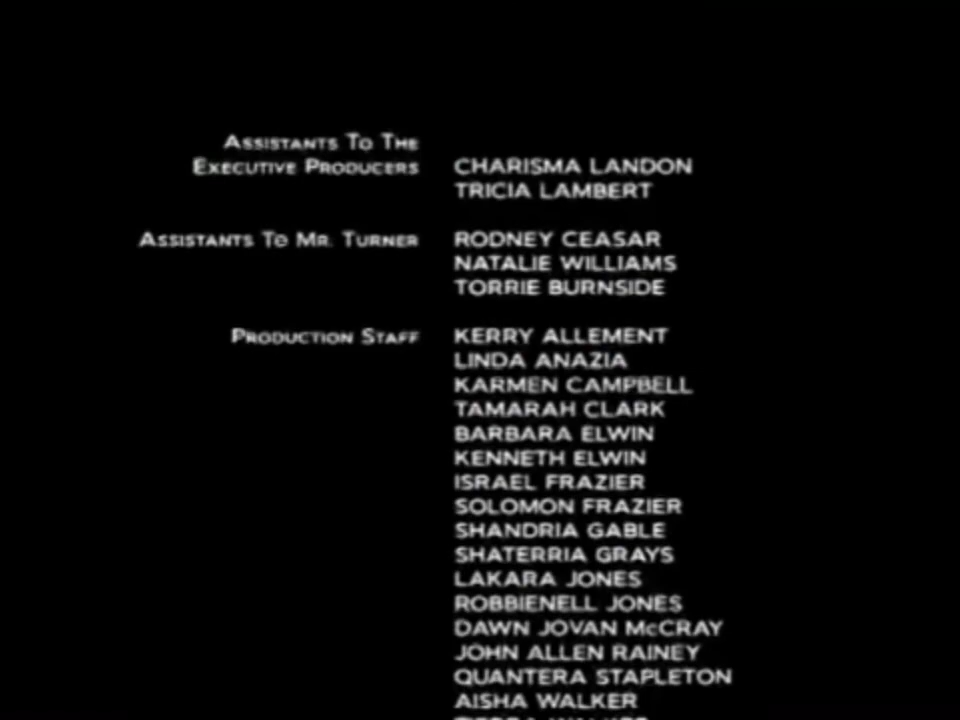 Assistants To The
Executive Producers CHARISMA LANDON
TRICIA LAMBERT
Assistants To Mr. Turner RODNEY CEASAR
NATALIE WILLIAMS
TORRIE BURNSIDE
Production Staff KERRY ALLEMENT
LINDA ANAZIA
KARMEN CAMPBELL
TAMARAH CLARK
BARBARA ELWIN
KENNETH ELWIN
ISRAEL FRAZIER
SOLOMON FRAZIER
SHANDRIA GABLE
SHATERRIA GRAYS
LAKARA JONES
ROBBIENELL JONES
DAWN JOVAN McCRAY
JOHN ALLEN RAINEY
QUANTERA STAPLETON
AISHA WALKER